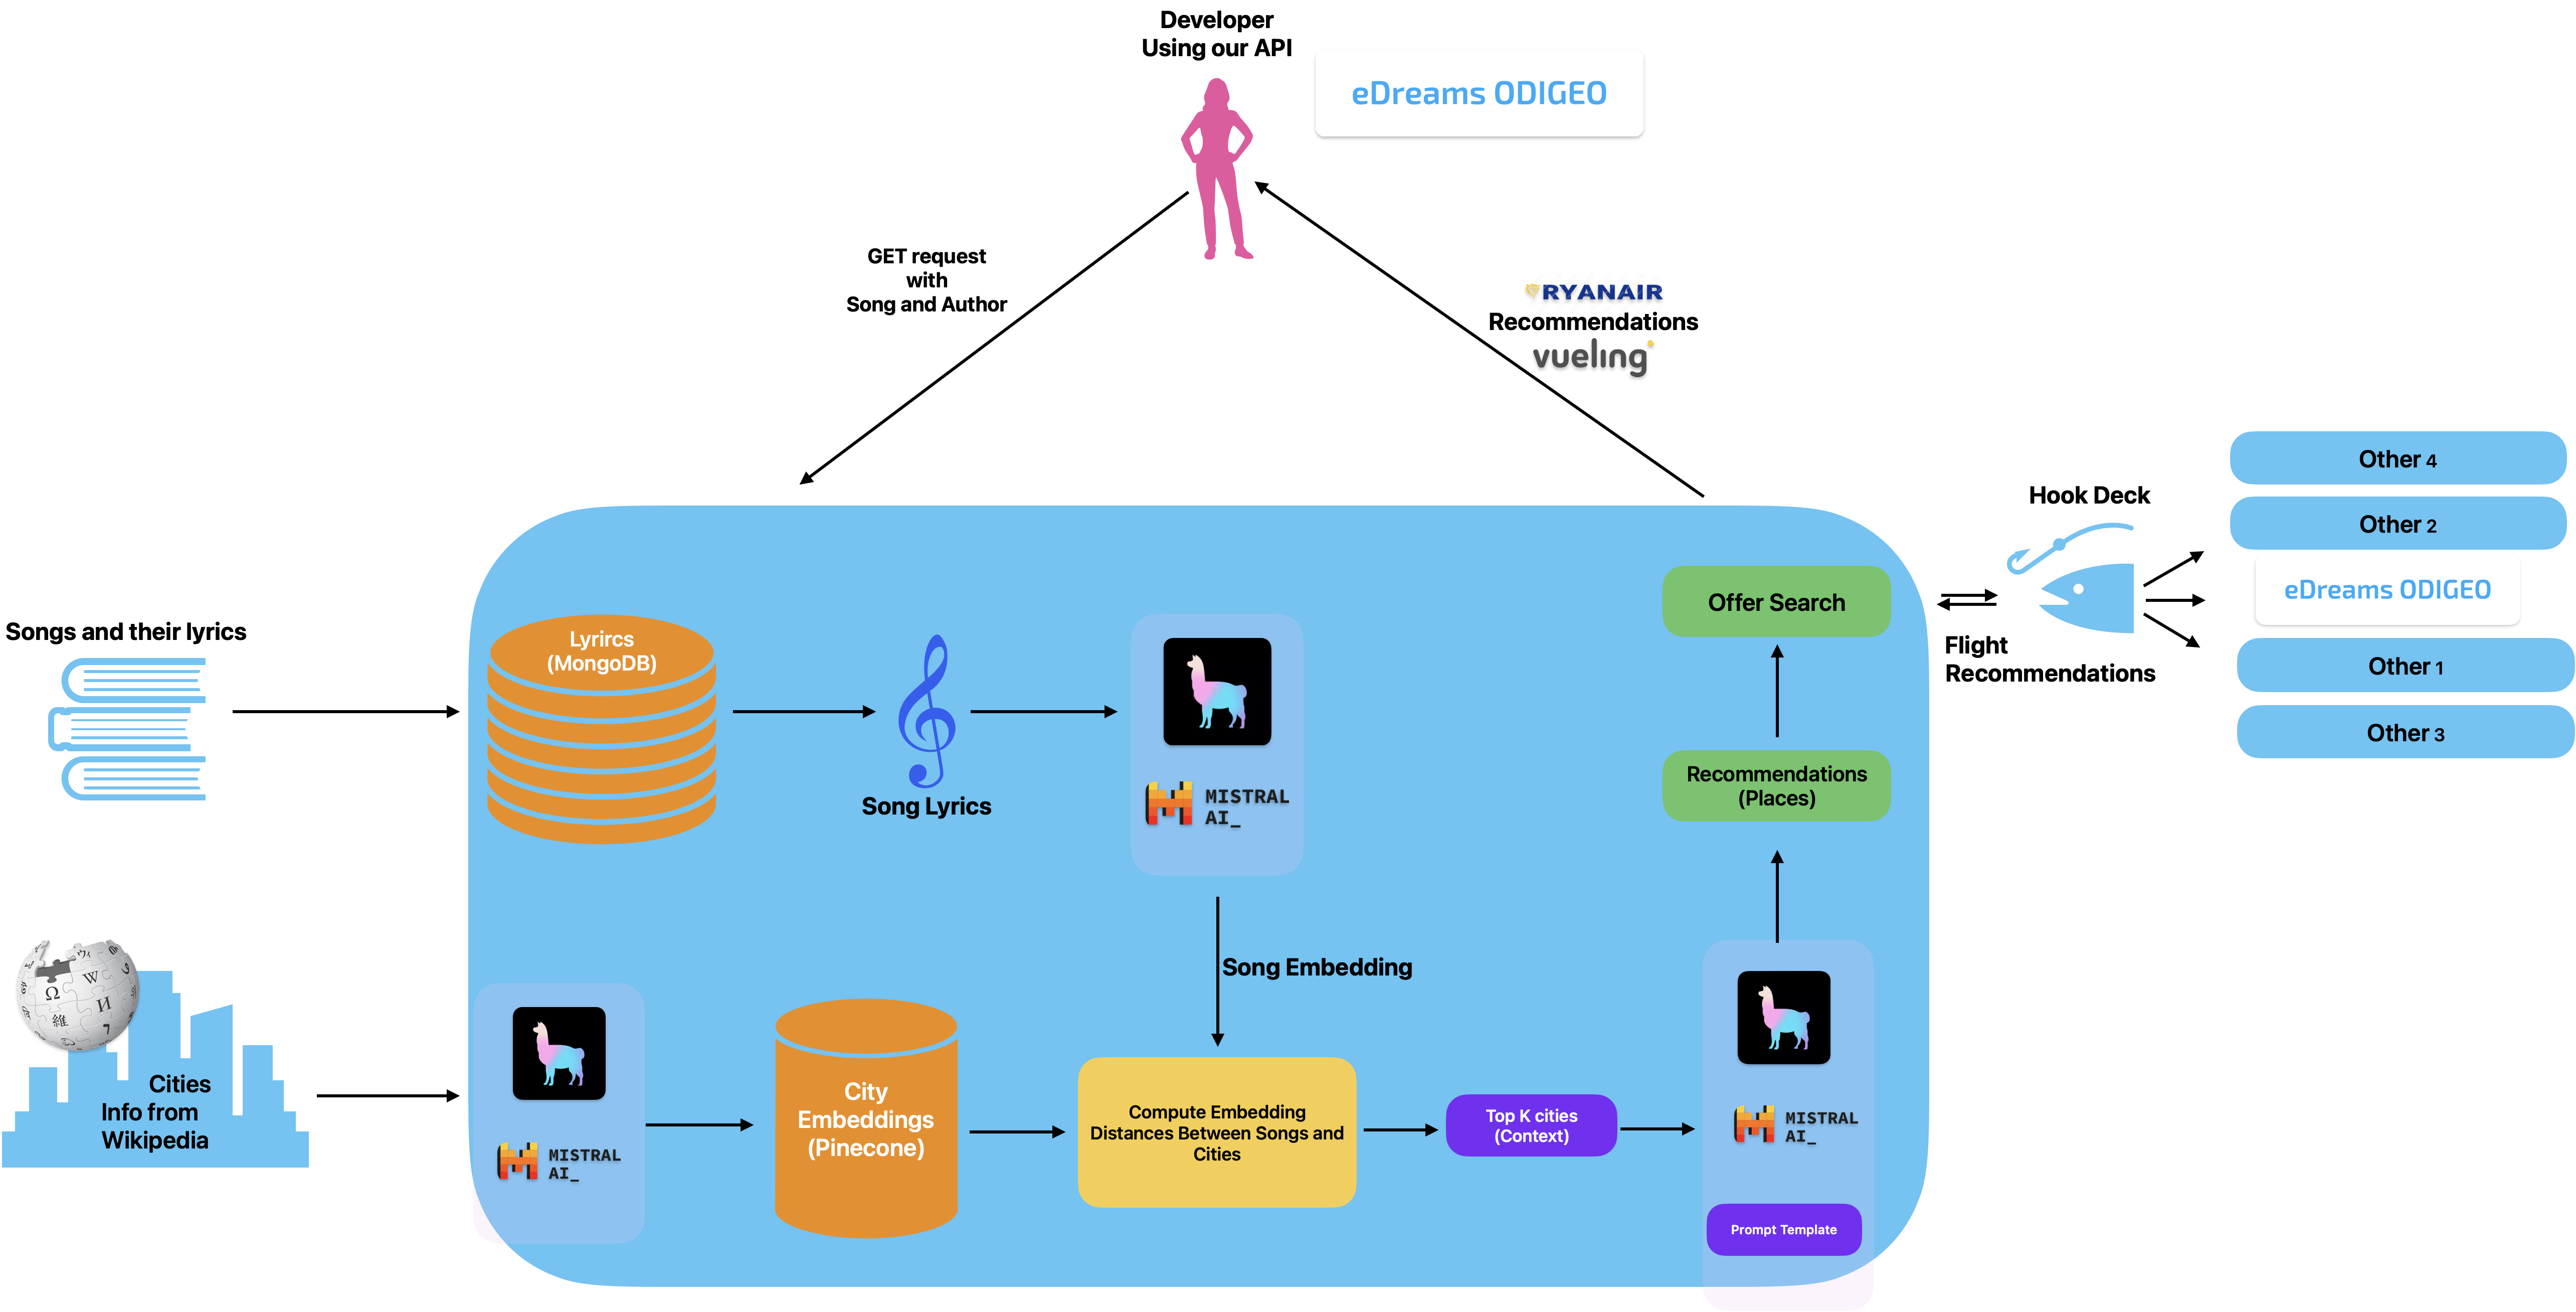 Developer
Using our API
eDreams ODIGEO
GET request
with
Song and Author
RYANAIR
Recommendations
vueling
Other 4
Hook Deck
Other 2
eDreams ODIGEO
Flight
Recommendations
Other 1
Other 3
Songs and their lyrics
Lyrircs
(MongoDB)
Song Lyrics
MISTRAL
AI_
Offer Search
Recommendations
(Places)
Song Embedding
Ω
W
И
維
Cities
Info from
Wikipedia
MISTRAL
AI_
City
Embeddings
(Pinecone)
Compute Embedding
Distances Between Songs and
Cities
Top K cities
(Context)
MISTRAL
AI_
Prompt Template